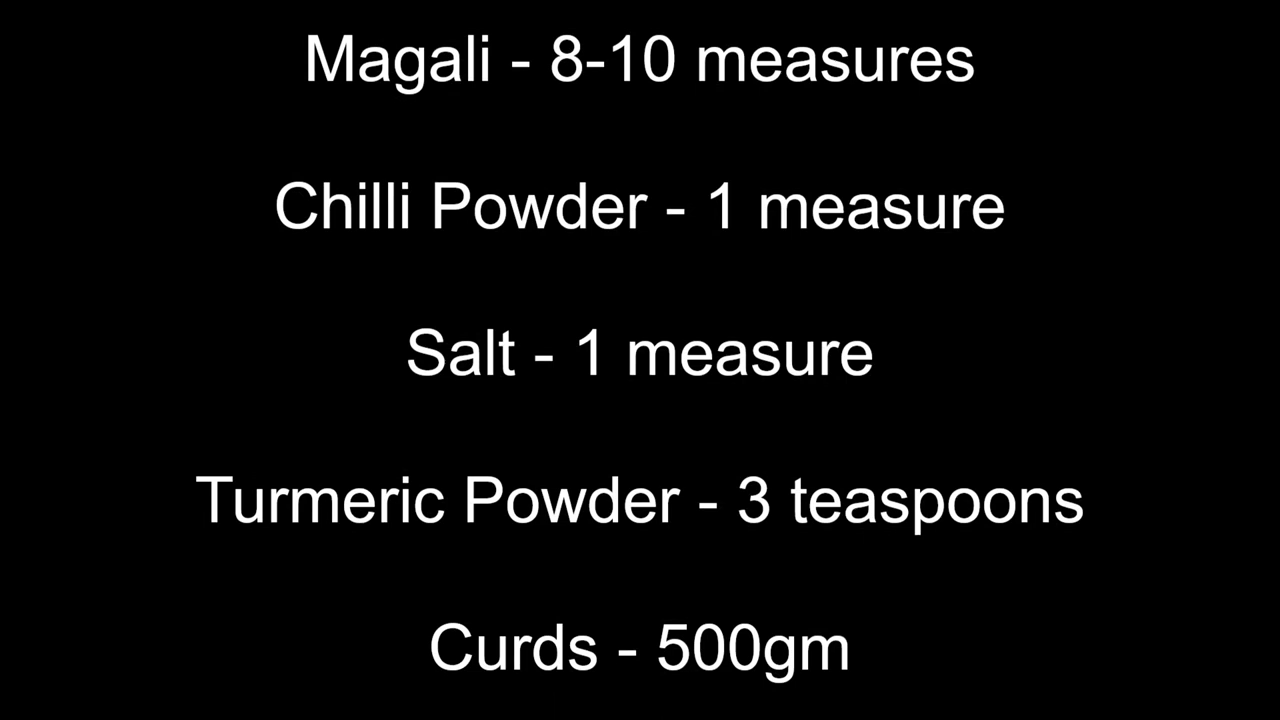 Magali - 8-10 measures
Chilli Powder - 1 measure
Salt - 1 measure
Turmeric Powder - 3 teaspoons
Curds - 500gm